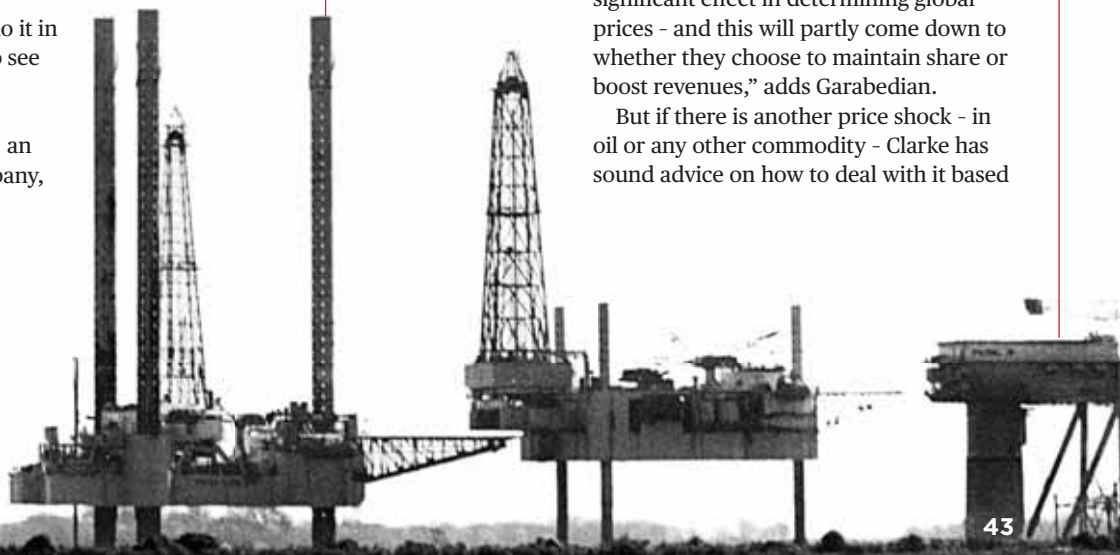 o it in
o see
an
pany,
significant effect in determining global
prices - and this will partly come down to
whether they choose to maintain share or
boost revenues,” adds Garabedian.
But if there is another price shock - in
oil or any other commodity - Clarke has
sound advice on how to deal with it based
43